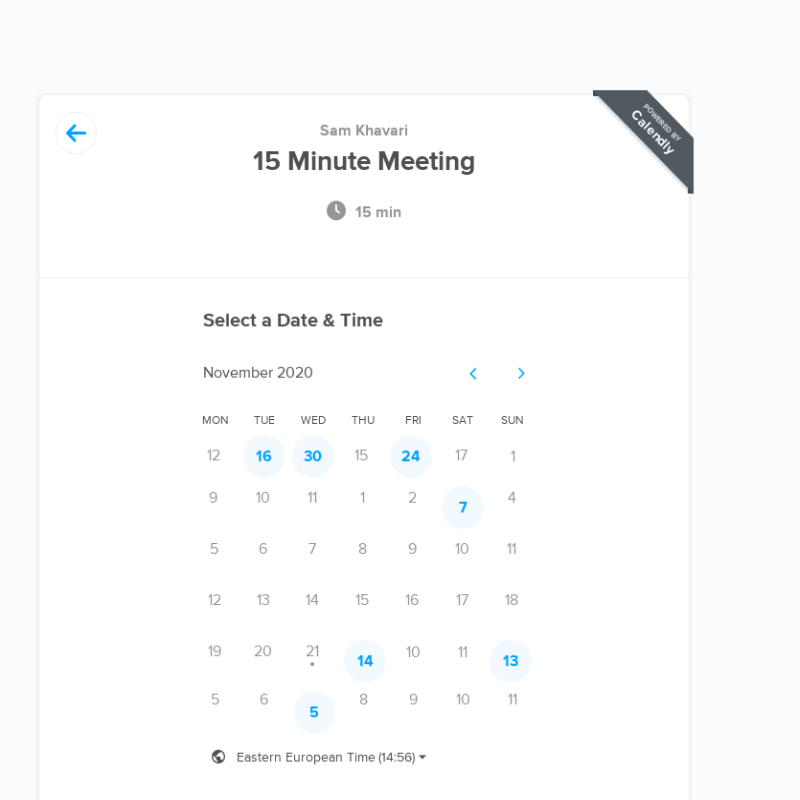 POWERED BY
Calendly
Sam Khavari
15 Minute Meeting
15 min
Select a Date & Time
November 2020
MON TUE WED THU FRI SAT SUN
12 16 30 15 24 17 1
9 10 11 1 2 7 4
5 6 7 8 9 10 11
12 13 14 15 16 17 18
19 20 21 14 10 11 13
5 6 5 8 9 10 11
Eastern European Time (14:56)